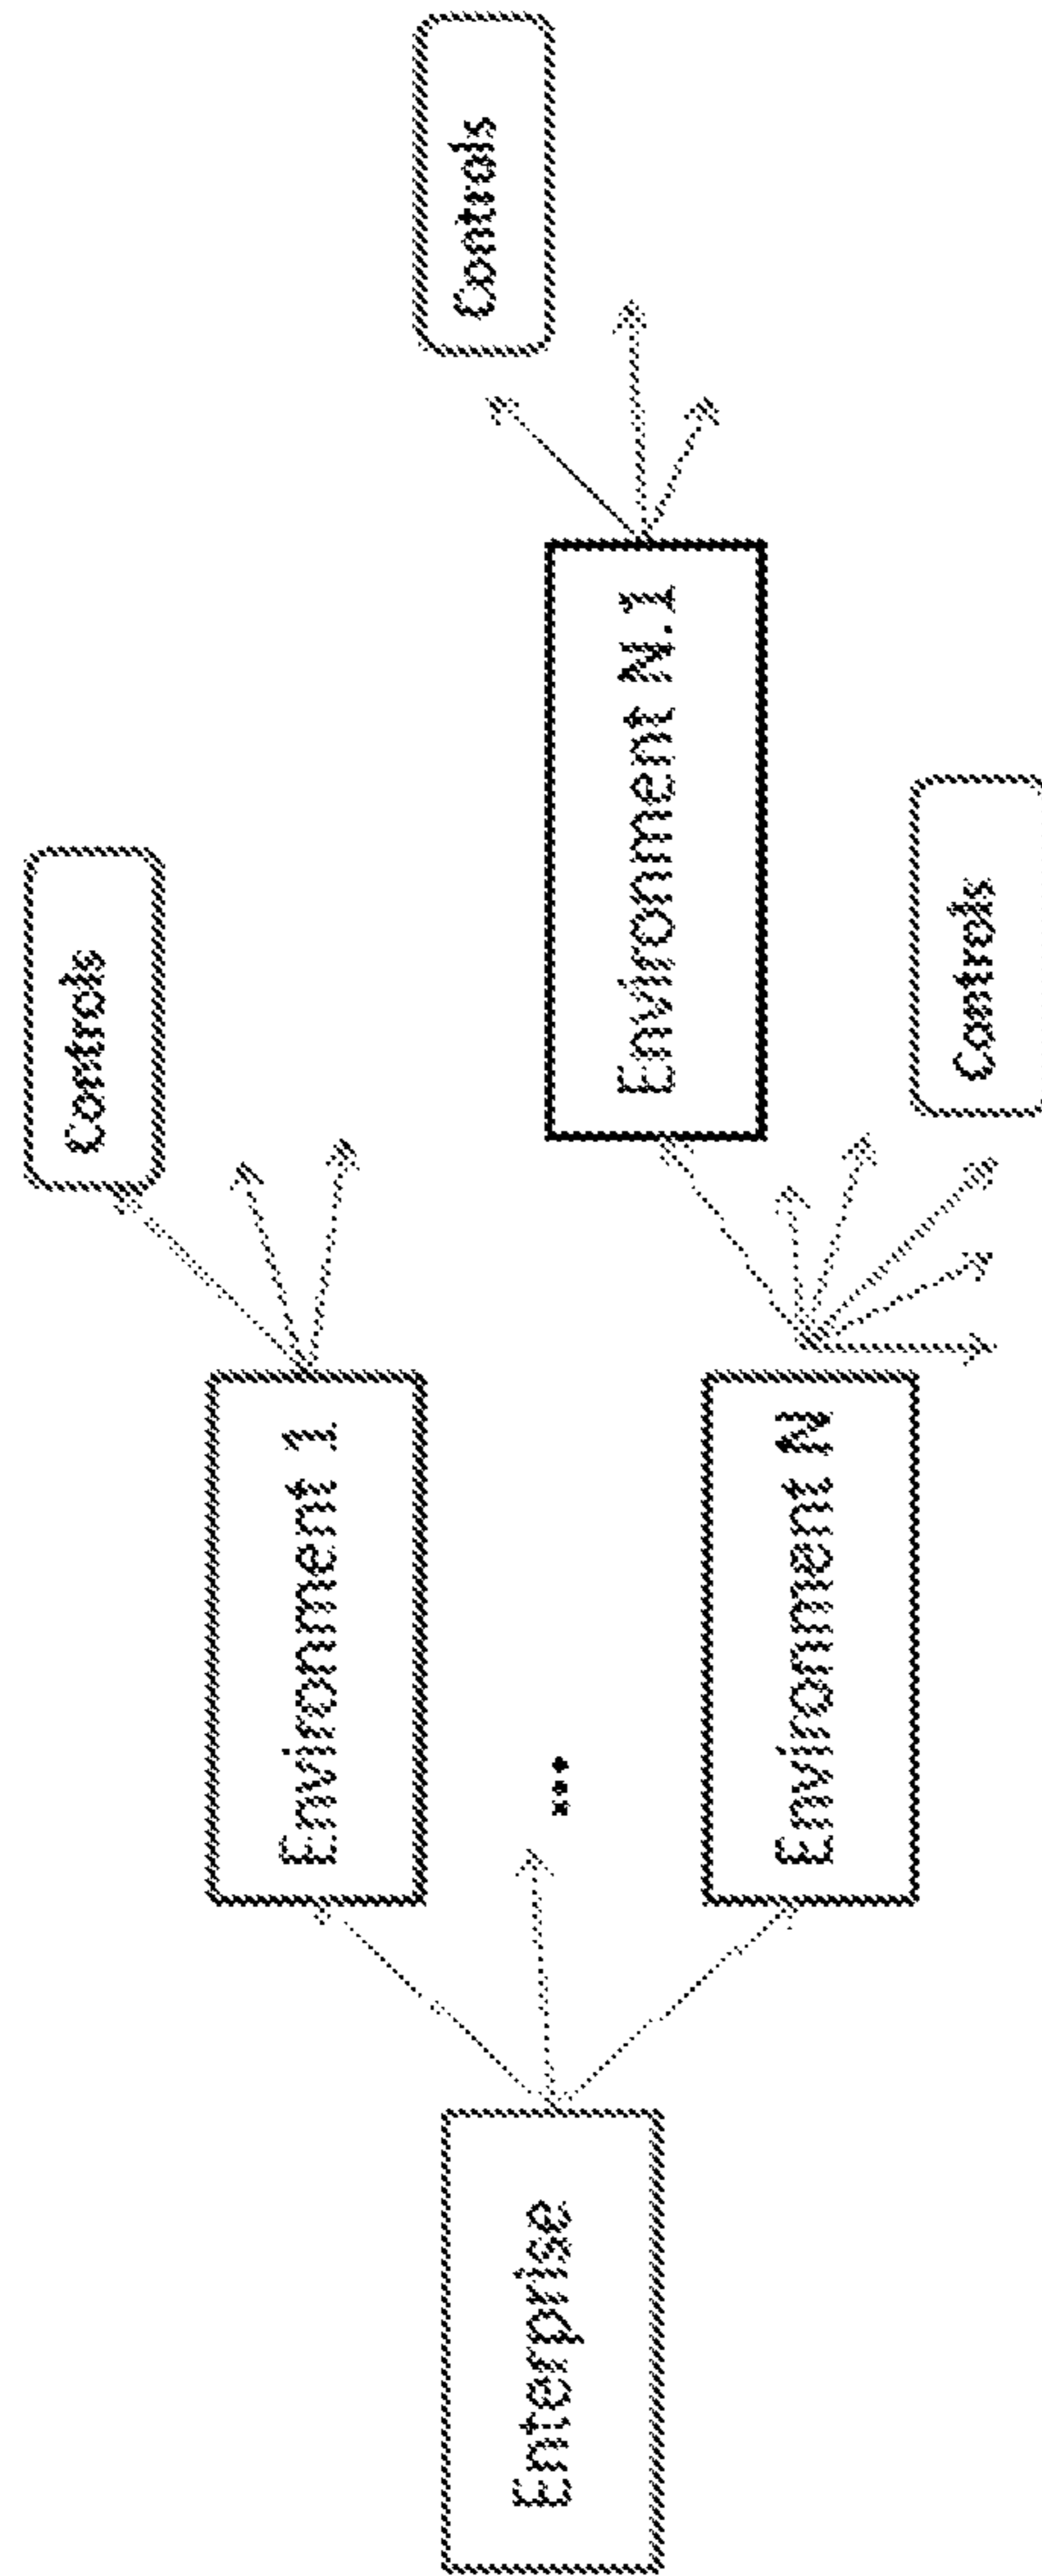 Enterprise
Environment 1
...
Environment N
Controls
Environment N.1
Controls
Controls